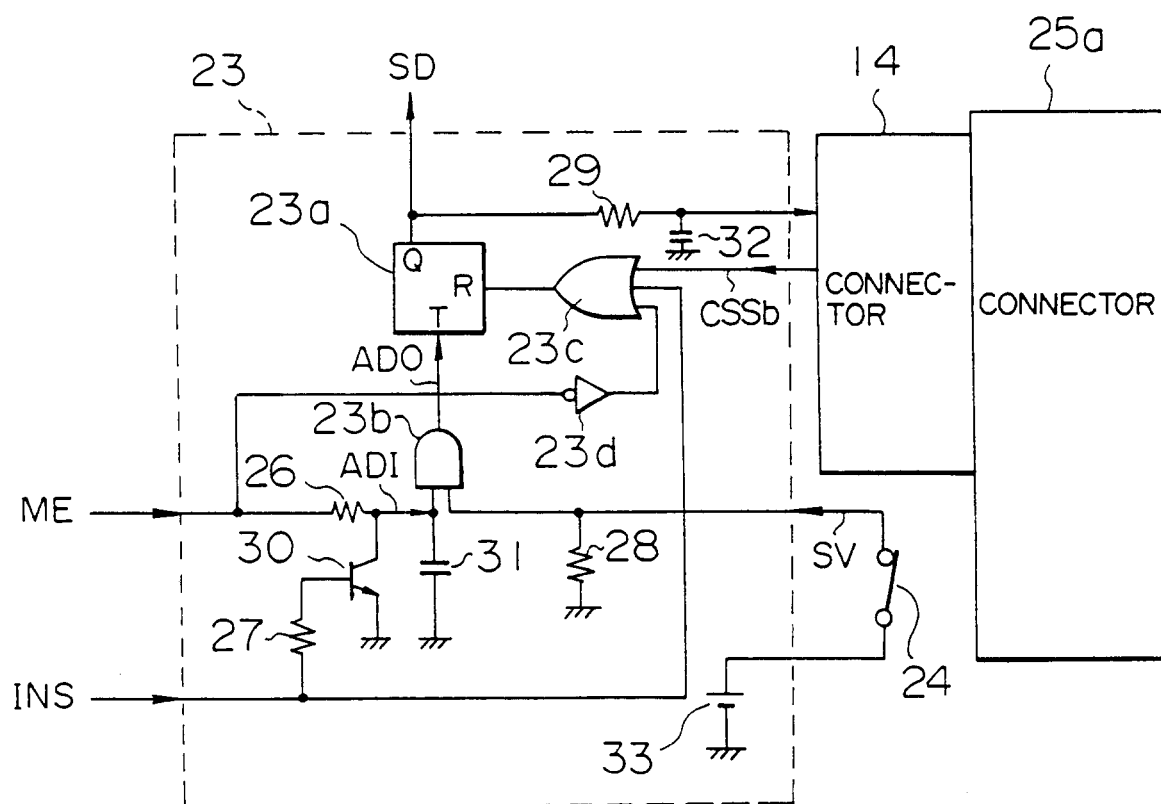 25a
14
SD
23
29
23a
Q
32
R
CONNEC-
TOR
CONNECTOR
T
CSSb
23c
ADO
23b
23d
26
ADI
ME
30
31
28
SV
27
24
INS
33